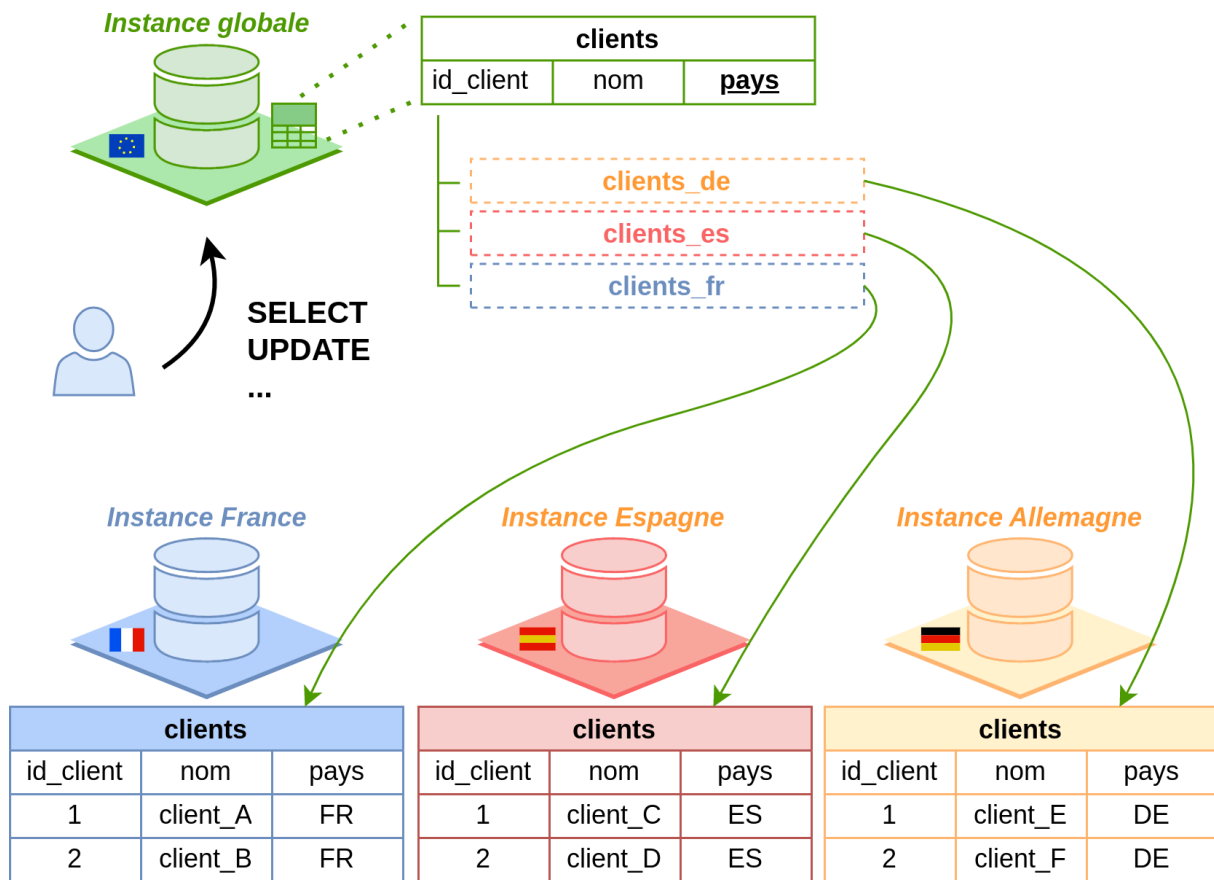 Instance globale
clients
id_client nom pays
clients_de
clients_es
clients_fr
SELECT
UPDATE
...
Instance France
Instance Espagne
Instance Allemagne
clients
id_client nom pays
1 client_A FR
2 client_B FR
clients
id_client nom pays
1 client_C ES
2 client_D ES
clients
id_client nom pays
1 client_E DE
2 client_F DE